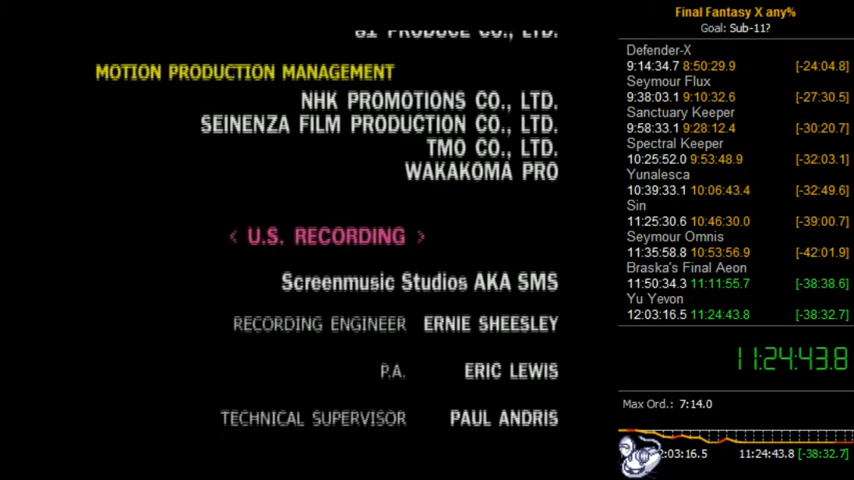 81 PRODUCE CO., LTD.
MOTION PRODUCTION MANAGEMENT
NHK PROMOTIONS CO., LTD.
SEINENZA FILM PRODUCTION CO., LTD.
TMO CO., LTD.
WAKAKOMA PRO
< U.S. RECORDING >
Screenmusic Studios AKA SMS
RECORDING ENGINEER ERNIE SHEESLEY
P.A. ERIC LEWIS
TECHNICAL SUPERVISOR PAUL ANDRIS
Final Fantasy X any%
Goal: Sub-11?
Defender-X
9:14:34.7 8:50:29.9 [-24:04.8]
Seymour Flux
9:38:03.1 9:10:32.6 [-27:30.5]
Sanctuary Keeper
9:58:33.1 9:28:12.4 [-30:20.7]
Spectral Keeper
10:25:52.0 9:53:48.9 [-32:03.1]
Yunalesca
10:39:33.1 10:06:43.4 [-32:49.6]
Sin
11:25:30.6 10:46:30.0 [-39:00.7]
Seymour Omnis
11:35:58.8 10:53:56.9 [-42:01.9]
Braska's Final Aeon
11:50:34.3 11:11:55.7 [-38:38.6]
Yu Yevon
12:03:16.5 11:24:43.8 [-38:32.7]
11:24:43.8
Max Ord.: 7:14.0
2:03:16.5 11:24:43.8 [-38:32.7]